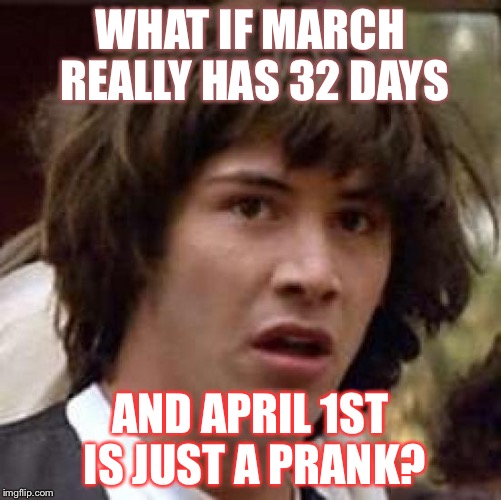 WHAT IF MARCH
REALLY HAS 32 DAYS
AND APRIL 1ST
IS JUST A PRANK?
imgflip.com